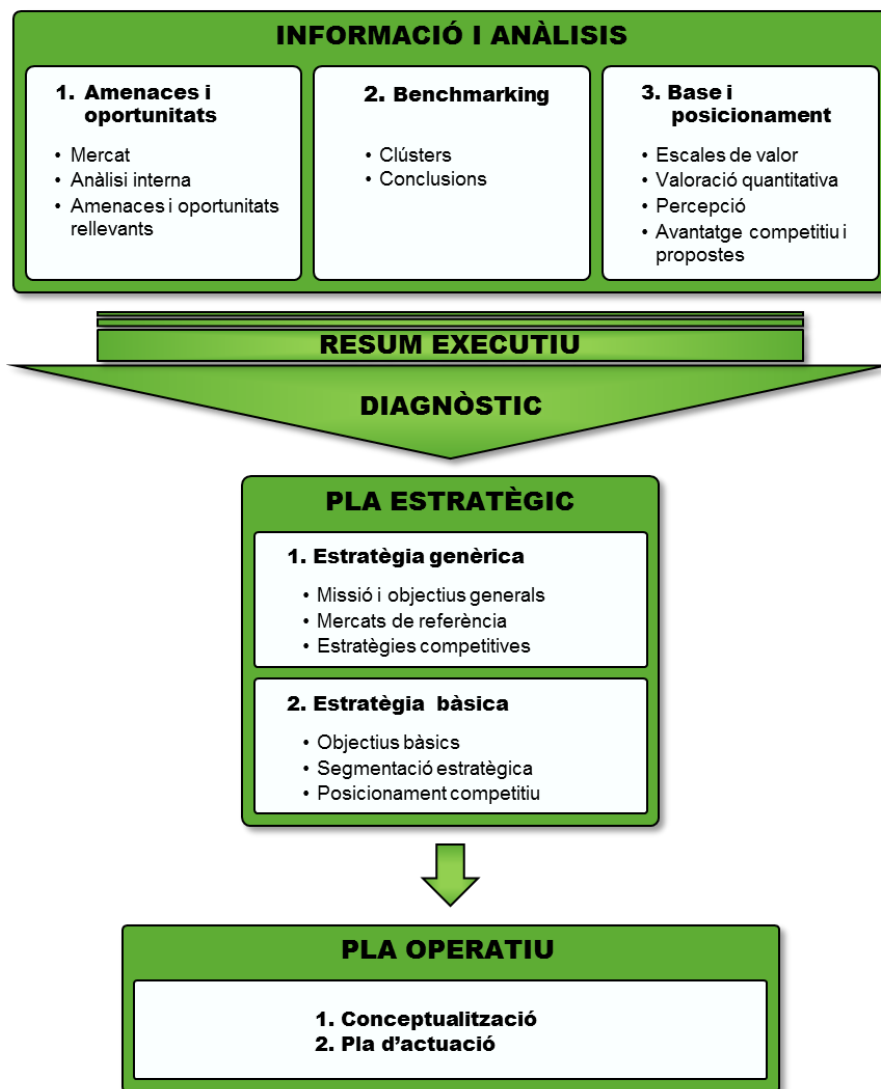 INFORMACIÓ I ANÀLISIS
1. Amenaces i
oportunitats
• Mercat
• Anàlisi interna
• Amenaces i oportunitats
rellevants
2. Benchmarking
• Clústers
• Conclusions
3. Base i
posicionament
• Escales de valor
• Valoració quantitativa
• Percepció
• Avantatge competitiu i
propostes
RESUM EXECUTIU
DIAGNÒSTIC
PLA ESTRATÈGIC
1. Estratègia genèrica
• Missió i objectius generals
• Mercats de referència
• Estratègies competitives
2. Estratègia bàsica
• Objectius bàsics
• Segmentació estratègica
• Posicionament competitiu
PLA OPERATIU
1. Conceptualització
2. Pla d’actuació